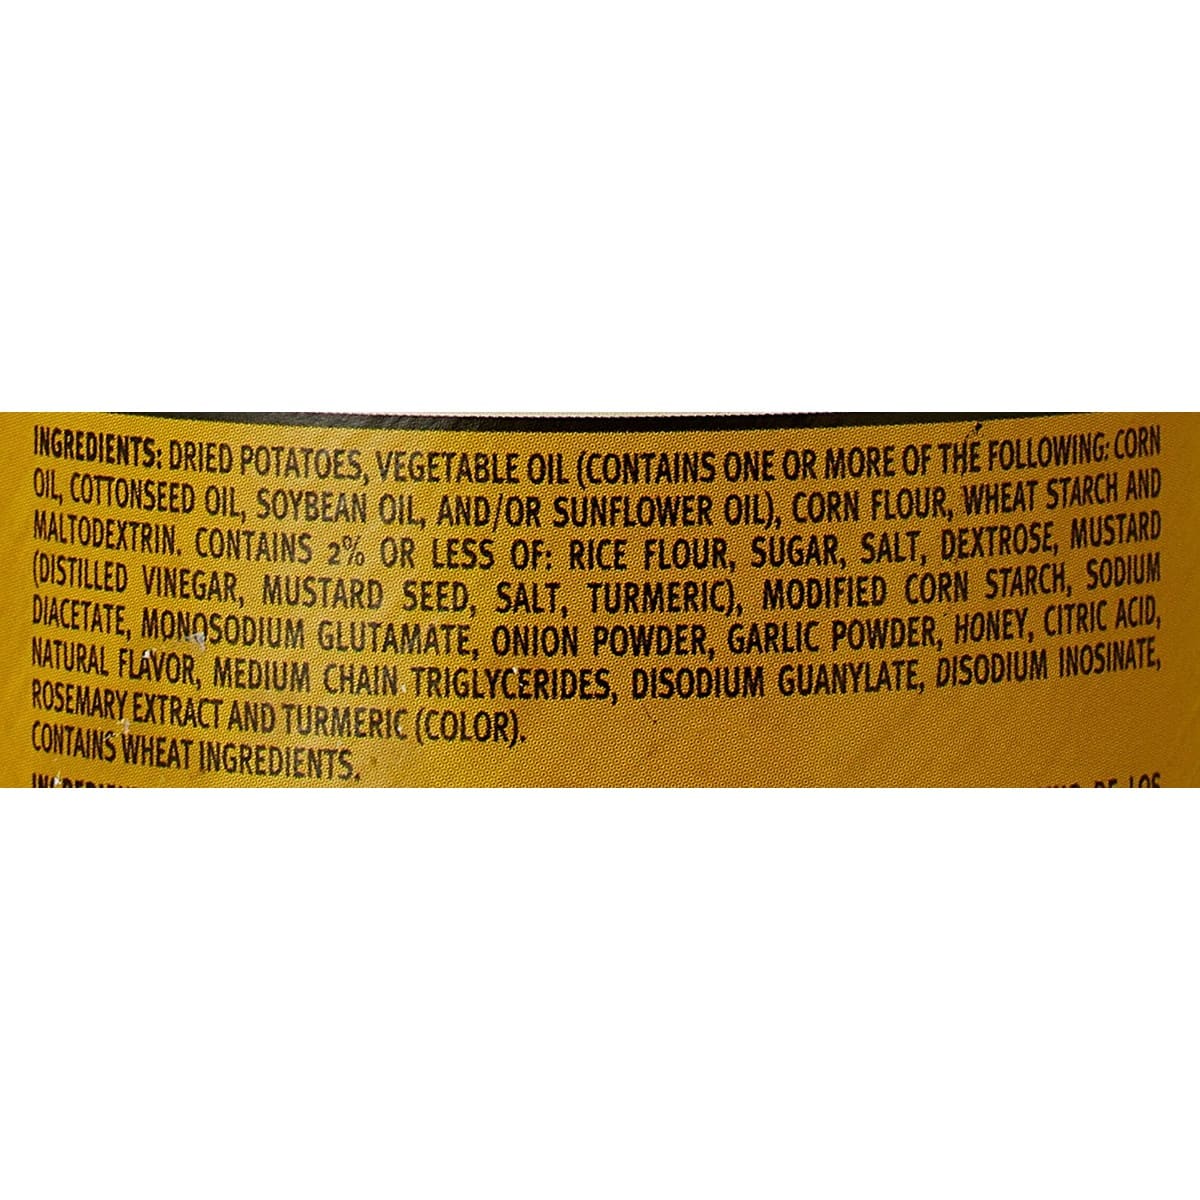 INGREDIENTS: DRIED POTATOES, VEGETABLE OIL (CONTAINS ONE OR MORE OF THE FOLLOWING: CORN
OIL, COTTONSEED OIL, SOYBEAN OIL, AND/OR SUNFLOWER OIL), CORN FLOUR, WHEAT STARCH AND
MALTODEXTRIN. CONTAINS 2% OR LESS OF: RICE FLOUR, SUGAR, SALT, DEXTROSE, MUSTARD
(DISTILLED VINEGAR, MUSTARD SEED, SALT, TURMERIC), MODIFIED CORN STARCH, SODIUM
DIACETATE, MONOSODIUM GLUTAMATE, ONION POWDER, GARLIC POWDER, HONEY, CITRIC ACID,
NATURAL FLAVOR, MEDIUM CHAIN TRIGLYCERIDES, DISODIUM GUANYLATE, DISODIUM INOSINATE,
ROSEMARY EXTRACT AND TURMERIC (COLOR).
CONTAINS WHEAT INGREDIENTS.
DE LOS